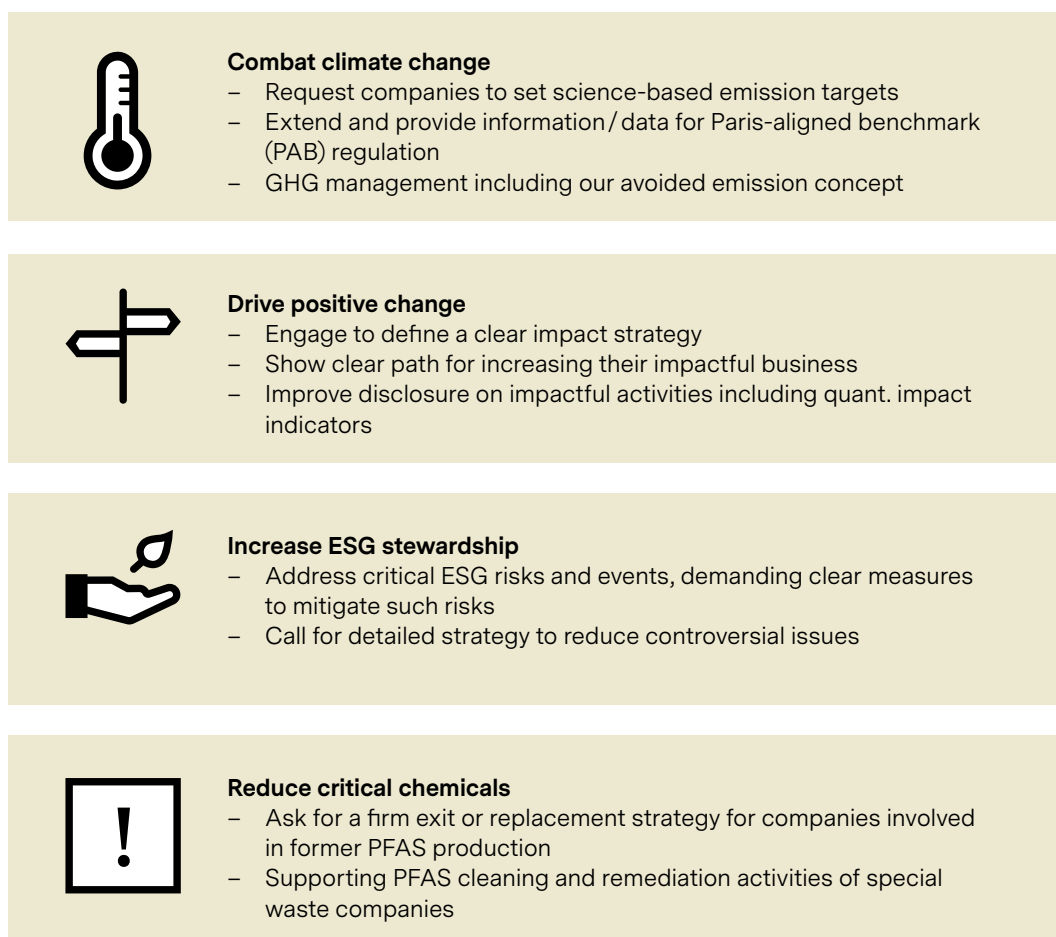 Combat climate change
– Request companies to set science-based emission targets
– Extend and provide information/data for Paris-aligned benchmark
(PAB) regulation
– GHG management including our avoided emission concept
Drive positive change
– Engage to define a clear impact strategy
– Show clear path for increasing their impactful business
– Improve disclosure on impactful activities including quant. impact
indicators
Increase ESG stewardship
– Address critical ESG risks and events, demanding clear measures
to mitigate such risks
– Call for detailed strategy to reduce controversial issues
!
Reduce critical chemicals
– Ask for a firm exit or replacement strategy for companies involved
in former PFAS production
– Supporting PFAS cleaning and remediation activities of special
waste companies